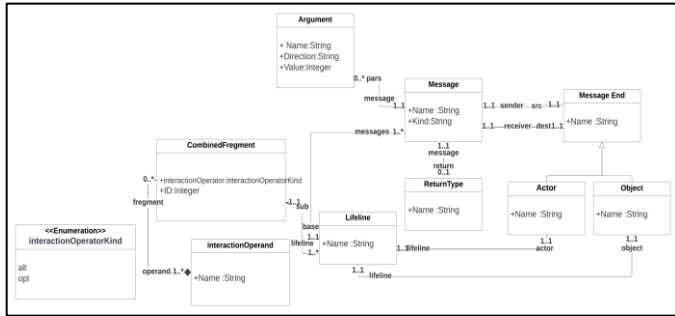 Argument
+ Name:String
+Direction:String
+Value:Integer
0..* pars
message
1..1
Message
+Name :String
+Kind:String
1..1 sender src 1..1
1..1 receiver dest1..1
Message End
+Name :String
messages 1..*
1..1
message
return
0..1
ReturnType
+Name :String
CombinedFregment
+interactionOperator:interactionOperatorKind
+ID:Integer
0..*
fregment
1..1
sub
base
1..1
lifeline
1..*
Lifeline
+Name :String
1..1
lifeline
Actor
+Name :String
1..1
actor
Object
+Name :String
1..1
object
1..1
lifeline
<<Enumeration>>
interactionOperatorKind
alt
opt
interactionOperand
+Name :String
operand 1..*